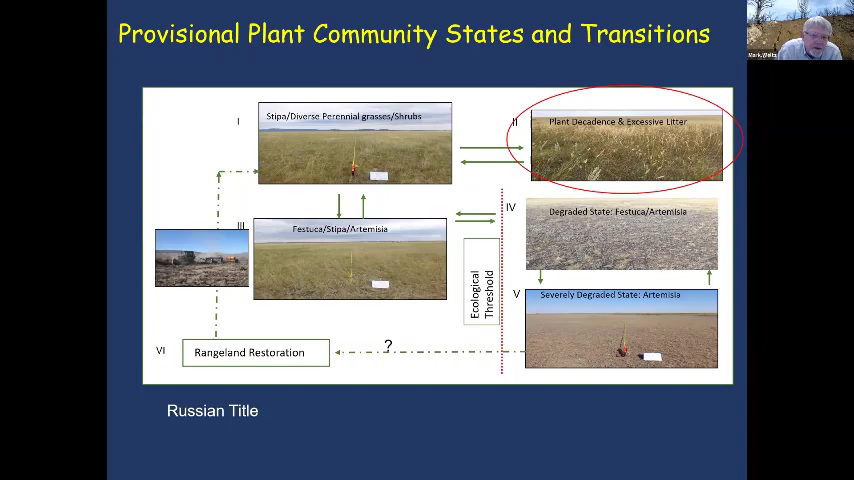 Provisional Plant Community States and Transitions
Mark.Weltz
I
Stipa/Diverse Perennial grasses/Shrubs
II
Plant Decadence & Excessive Litter
III
Festuca/Stipa/Artemisia
IV
Degraded State: Festuca/Artemisia
Ecological
Threshold
V
Severely Degraded State: Artemisia
VI
Rangeland Restoration
?
Russian Title